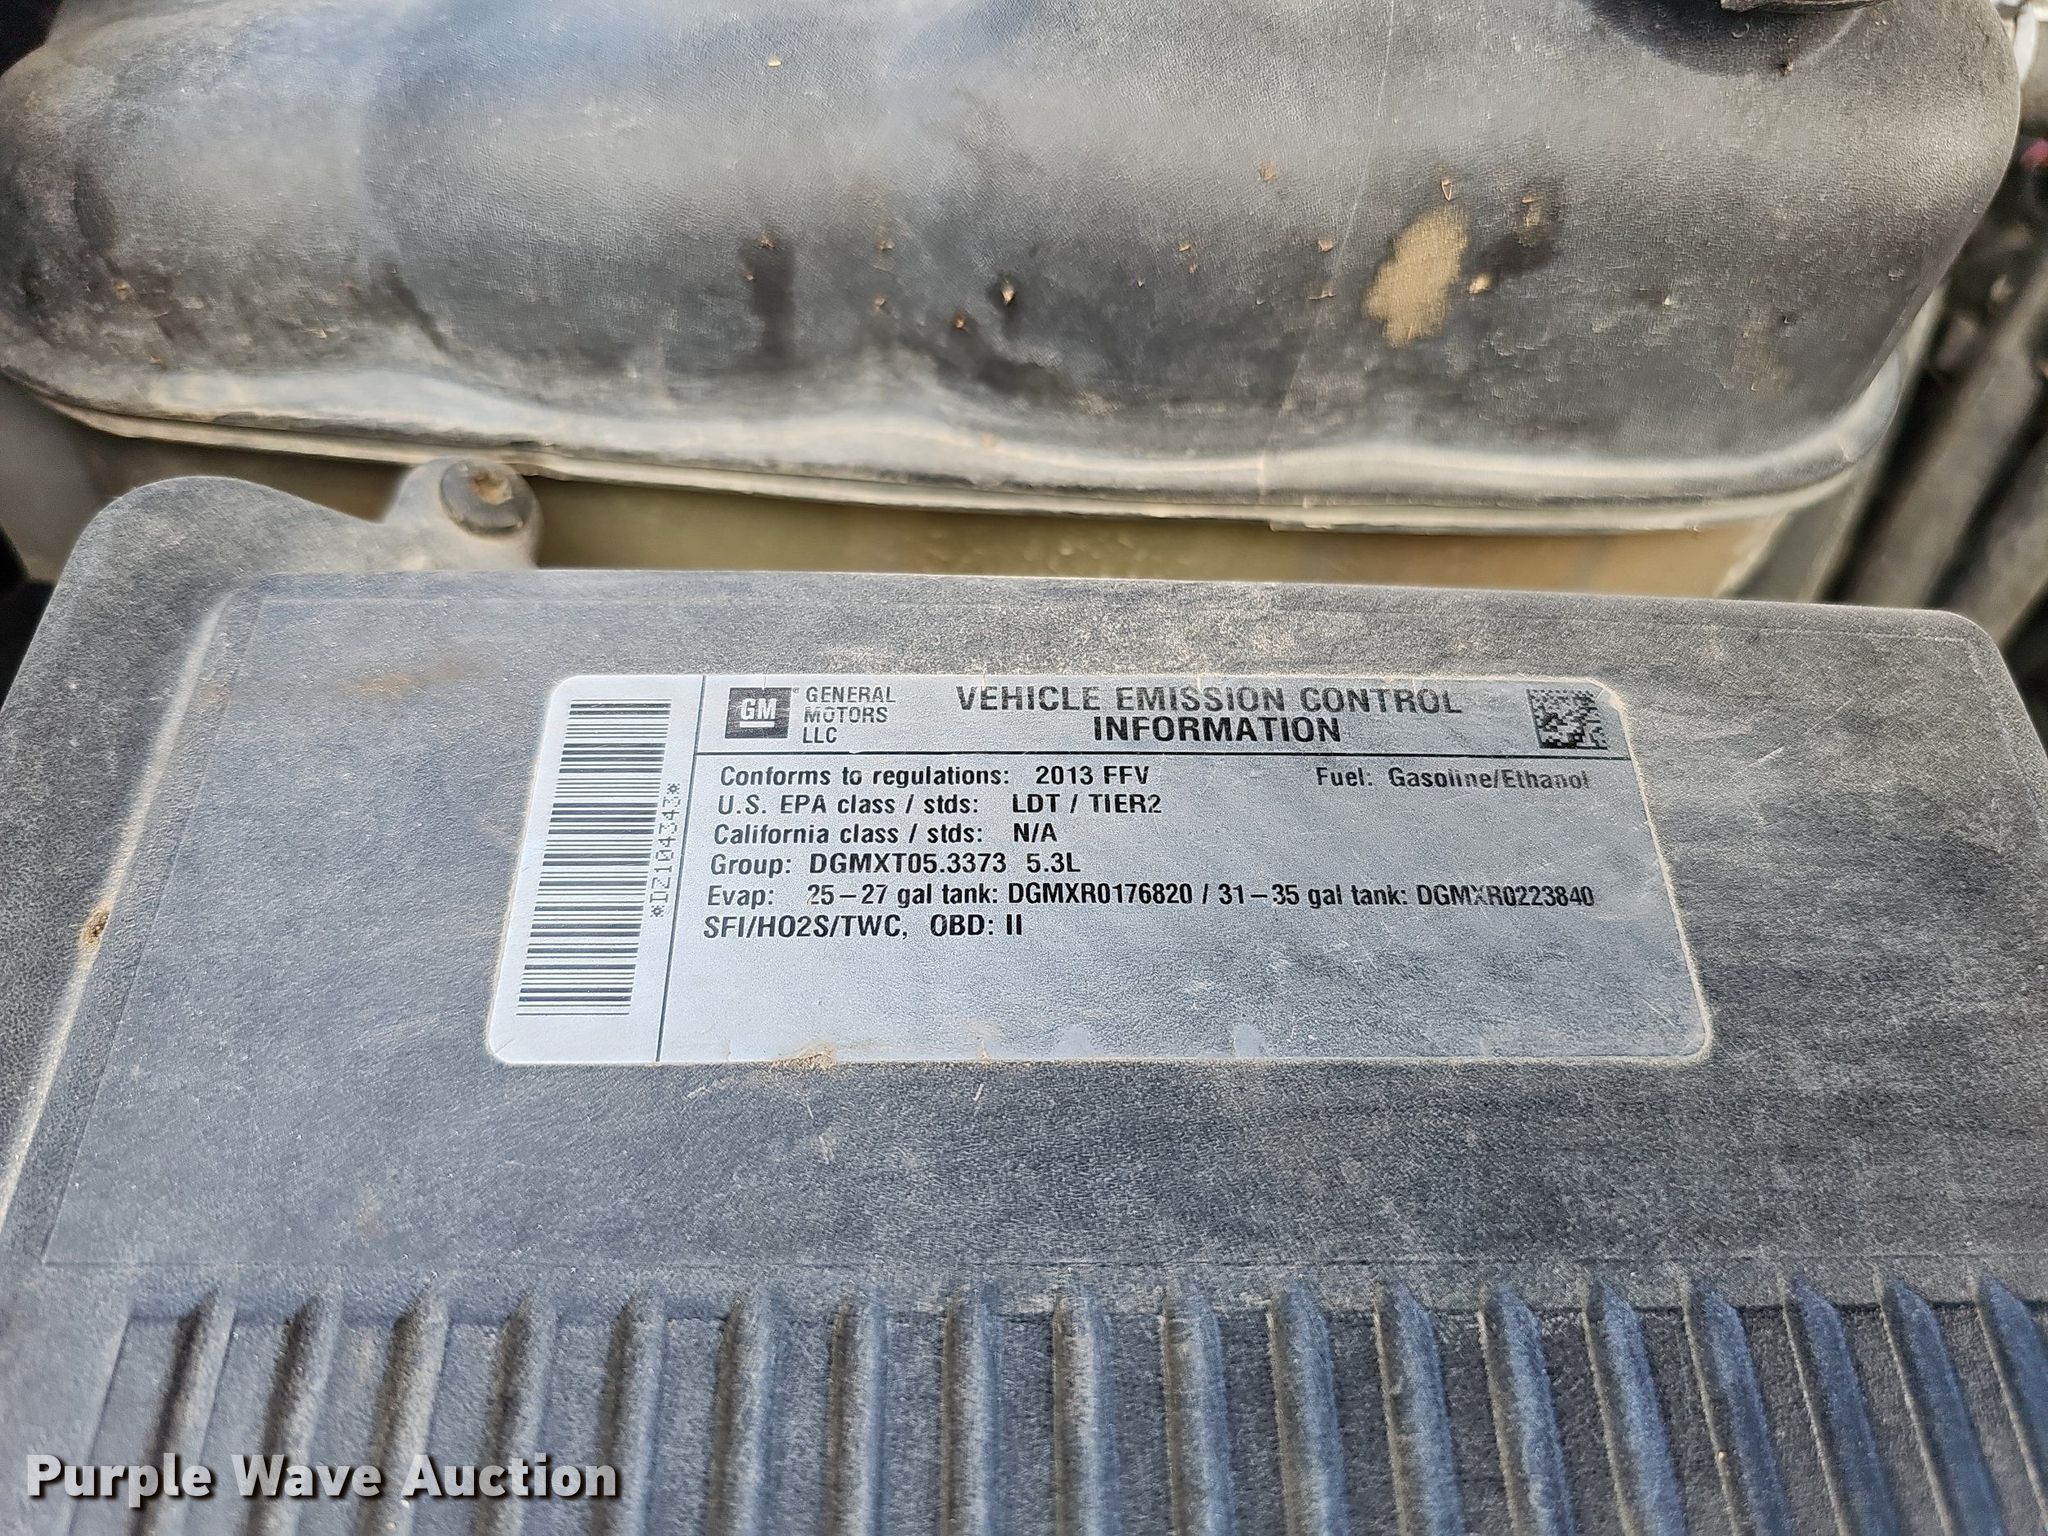 GM
GENERAL
MOTORS
LLC
VEHICLE EMISSION CONTROL
INFORMATION
Conforms to regulations: 2013 FFV Fuel: Gasoline/Ethanol
U.S. EPA class / stds: LDT / TIER2
California class / stds: N/A
Group: DGMXT05.3373 5.3L
Evap: 25-27 gal tank: DGMXR0176820 / 31-35 gal tank: DGMXR0223840
SFI/HO2S/TWC, OBD: II
*DZ104343*
Purple Wave Auction